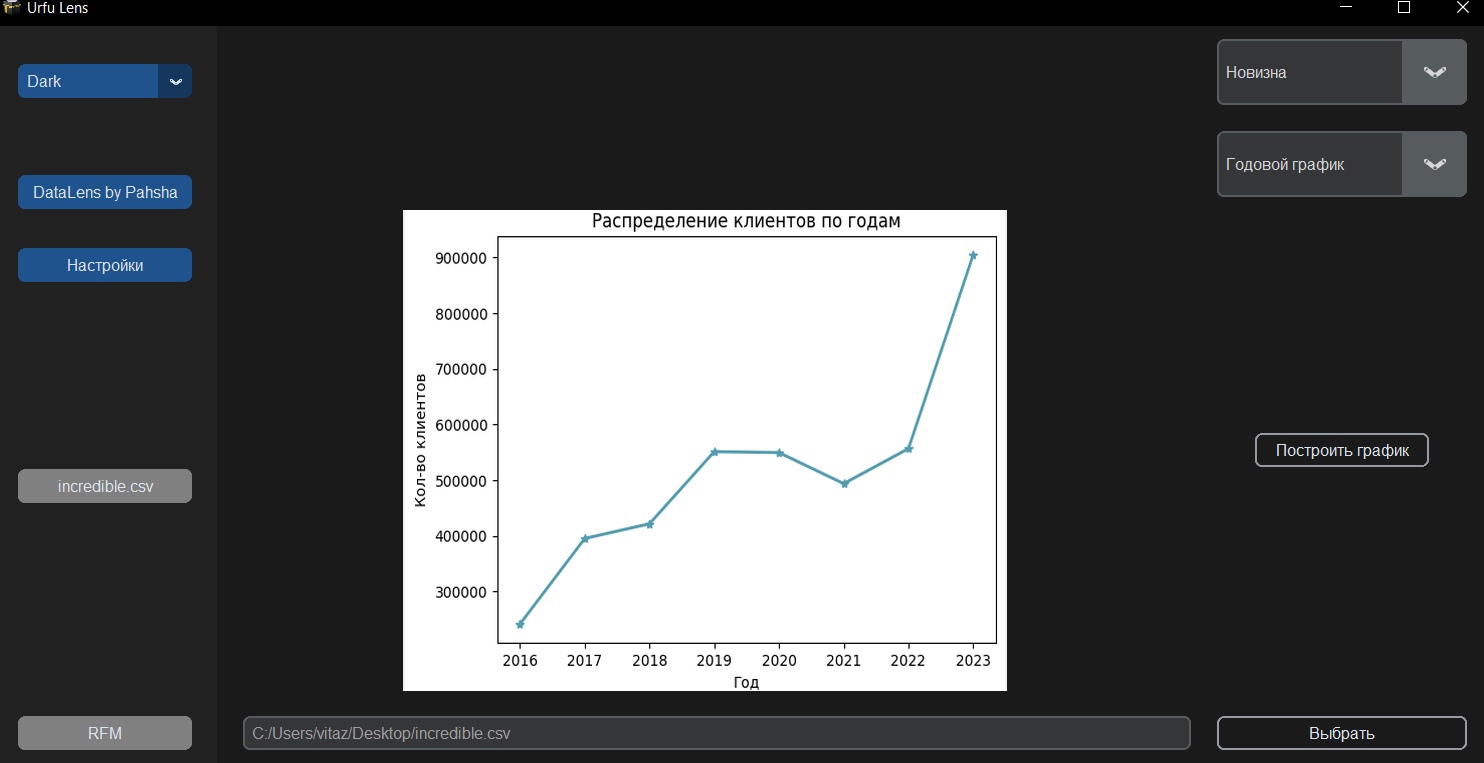 Urfu Lens
Dark
DataLens by Pahsha
Настройки
incredible.csv
RFM
Распределение клиентов по годам
Кол-во клиентов
900000
800000
700000
600000
500000
400000
300000
2016 2017 2018 2019 2020 2021 2022 2023
Год
C:/Users/vitaz/Desktop/incredible.csv
Новизна
Годовой график
Построить график
Выбрать